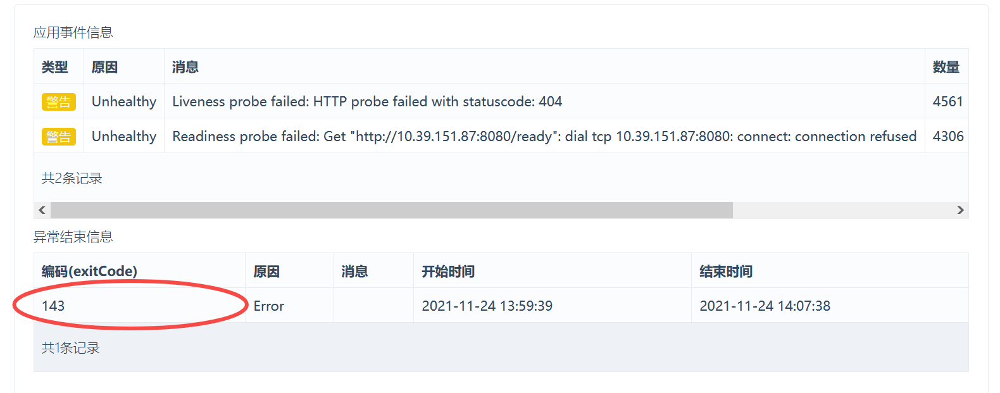 应用事件信息
类型 原因 消息 数量
警告 Unhealthy Liveness probe failed: HTTP probe failed with statuscode: 404 4561
警告 Unhealthy Readiness probe failed: Get "http://10.39.151.87:8080/ready": dial tcp 10.39.151.87:8080: connect: connection refused 4306
共2条记录
异常结束信息
编码(exitCode) 原因 消息 开始时间 结束时间
143 Error 2021-11-24 13:59:39 2021-11-24 14:07:38
共1条记录